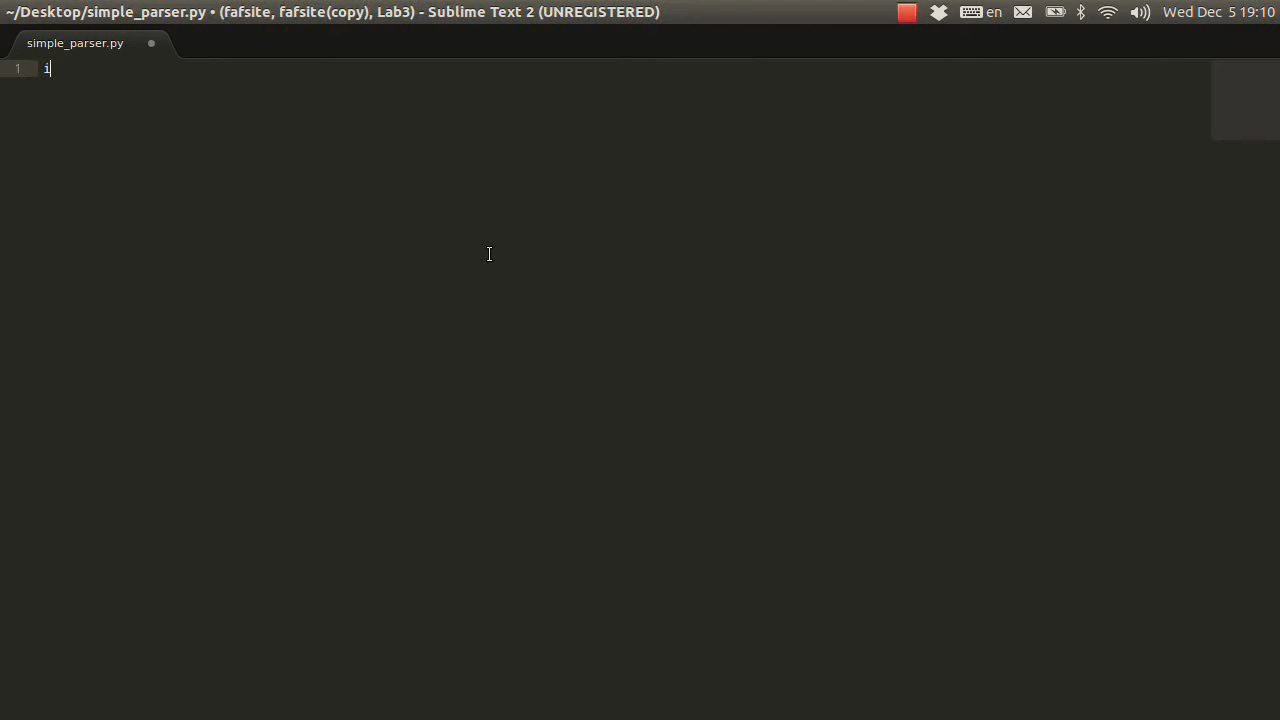 ~/Desktop/simple_parser.py • (fafsite, fafsite(copy), Lab3) - Sublime Text 2 (UNREGISTERED)
en
Wed Dec 5 19:10
simple_parser.py
1 i